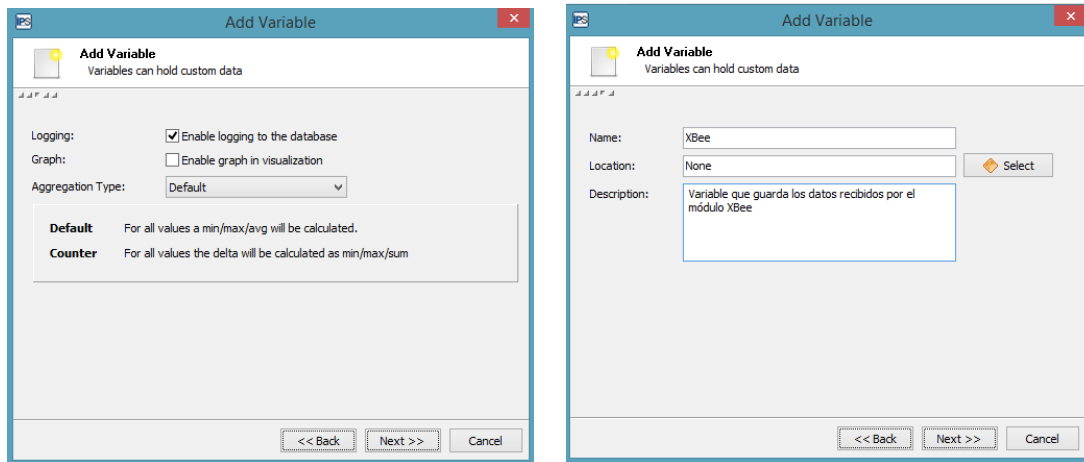 IPS
Add Variable
Add Variable
Variables can hold custom data
Logging:
Enable logging to the database
Graph:
Enable graph in visualization
Aggregation Type:
Default
Default For all values a min/max/avg will be calculated.
Counter For all values the delta will be calculated as min/max/sum
<< Back Next >> Cancel
IPS
Add Variable
Add Variable
Variables can hold custom data
Name:
XBee
Location:
None
Select
Description:
Variable que guarda los datos recibidos por el
módulo XBee
<< Back Next >> Cancel